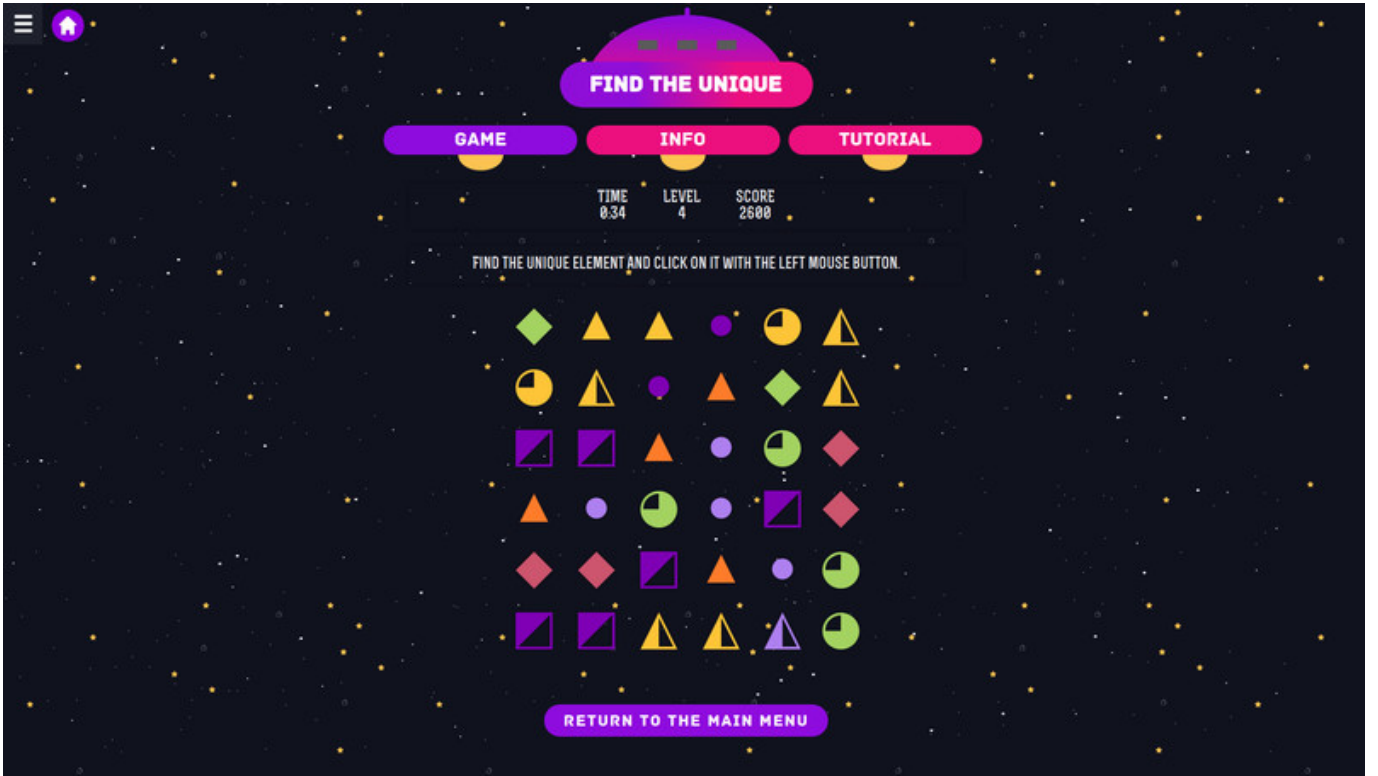 FIND THE UNIQUE
GAME INFO TUTORIAL
TIME LEVEL SCORE
0:34 4 2600
FIND THE UNIQUE ELEMENT AND CLICK ON IT WITH THE LEFT MOUSE BUTTON.
RETURN TO THE MAIN MENU